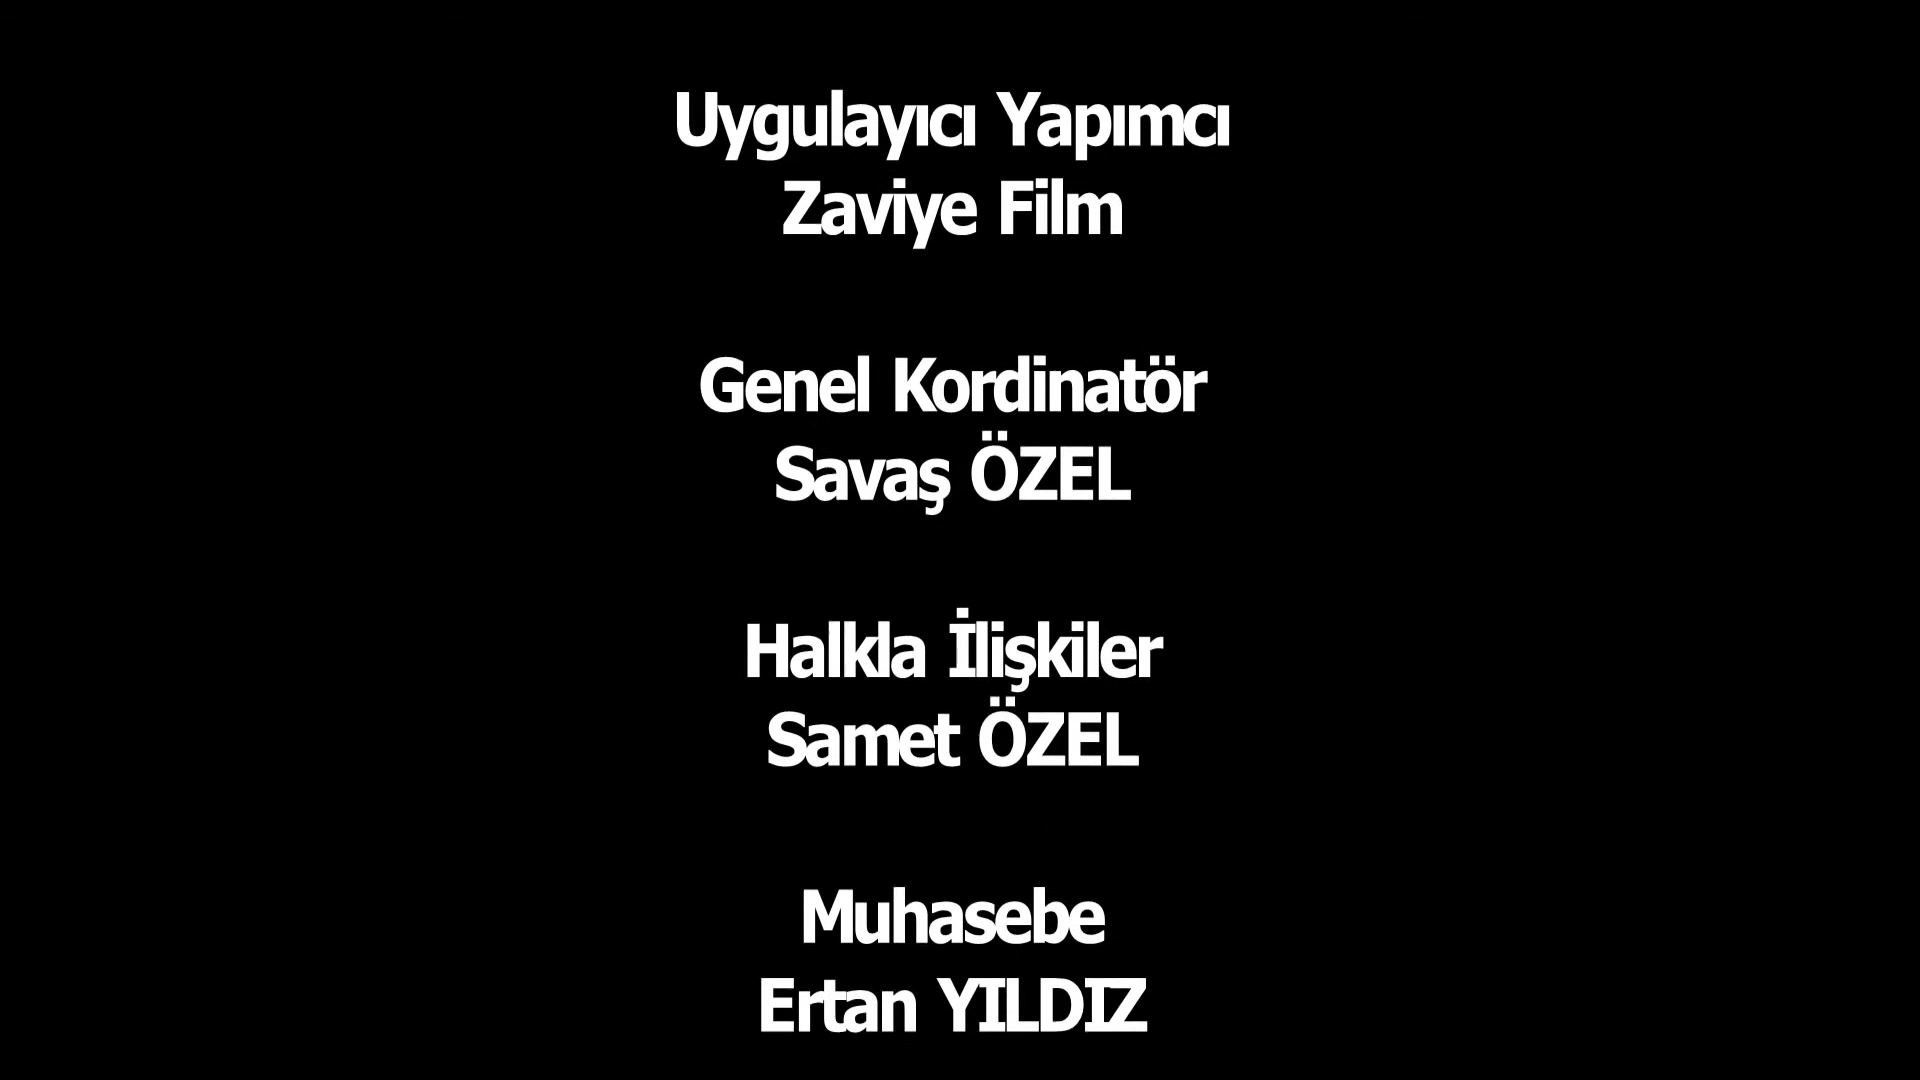 Uygulayıcı Yapımcı
Zaviye Film
Genel Kordinatör
Savaş ÖZEL
Halkla İlişkiler
Samet ÖZEL
Muhasebe
Ertan YILDIZ